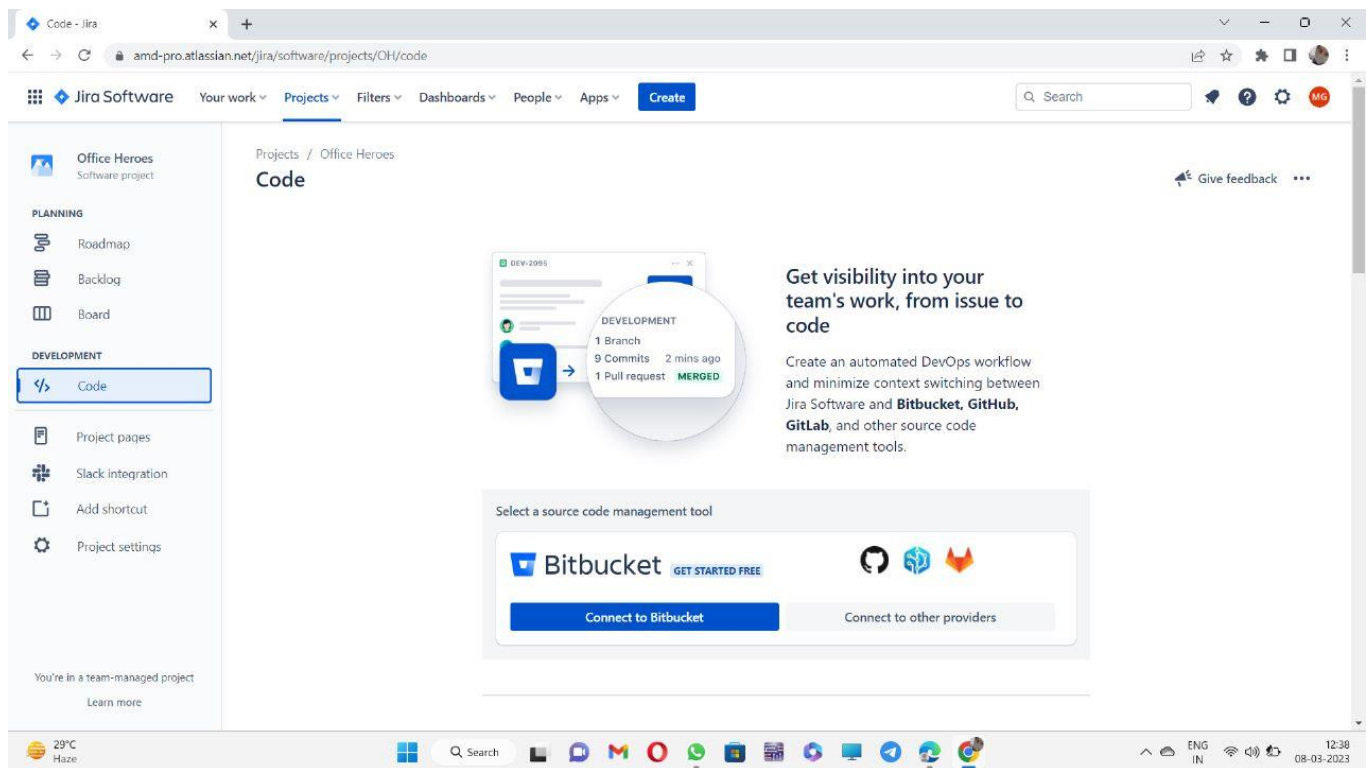 Code - Jira
amd-pro.atlassian.net/jira/software/projects/OH/code
Jira Software Your work Projects Filters Dashboards People Apps Create Search MG
Office Heroes
Software project
Projects / Office Heroes
Code
Give feedback
PLANNING
Roadmap
Backlog
Board
DEVELOPMENT
Code
Project pages
Slack integration
Add shortcut
Project settings
You're in a team-managed project
Learn more
DEV-2095
DEVELOPMENT
1 Branch
9 Commits 2 mins ago
1 Pull request MERGED
Get visibility into your
team's work, from issue to
code
Create an automated DevOps workflow
and minimize context switching between
Jira Software and Bitbucket, GitHub,
GitLab, and other source code
management tools.
Select a source code management tool
Bitbucket GET STARTED FREE
Connect to Bitbucket Connect to other providers
29°C
Haze
Search
ENG
IN
12:38
08-03-2023